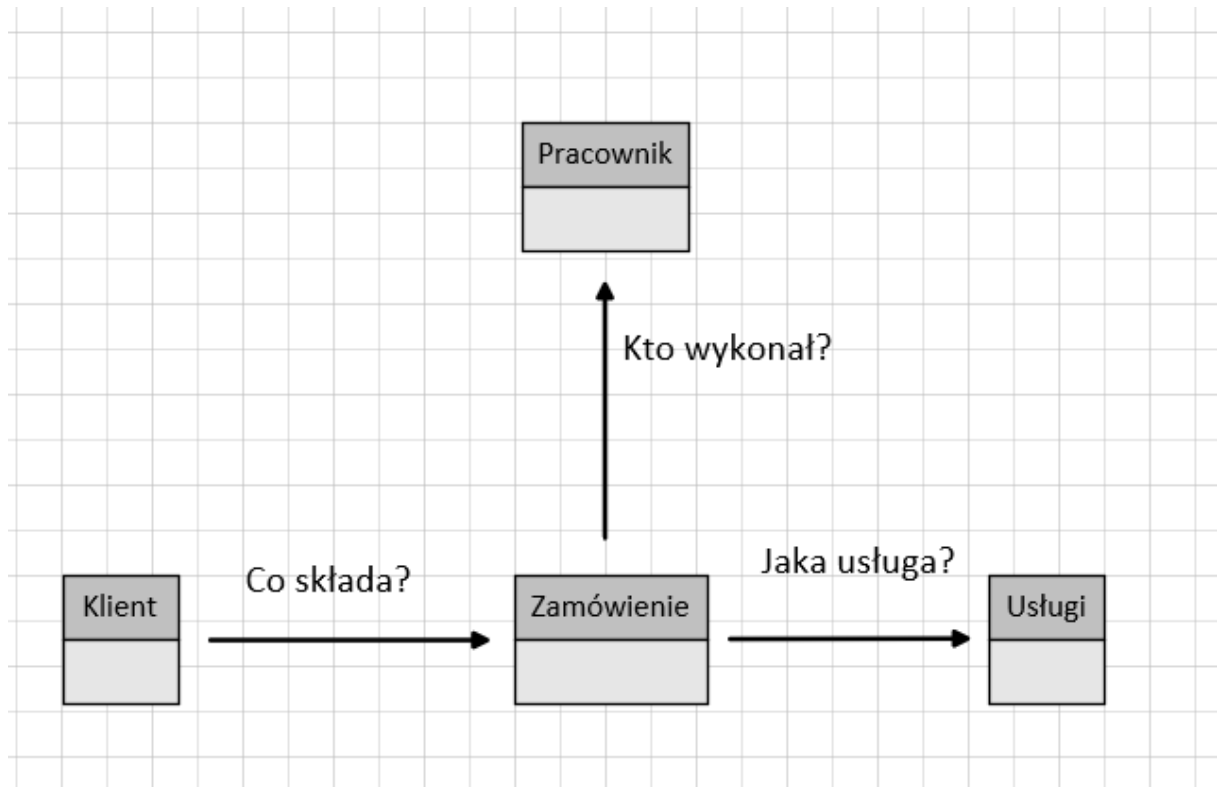 Pracownik
Kto wykonał?
Co składa?
Jaka usługa?
Klient
Zamówienie
Usługi